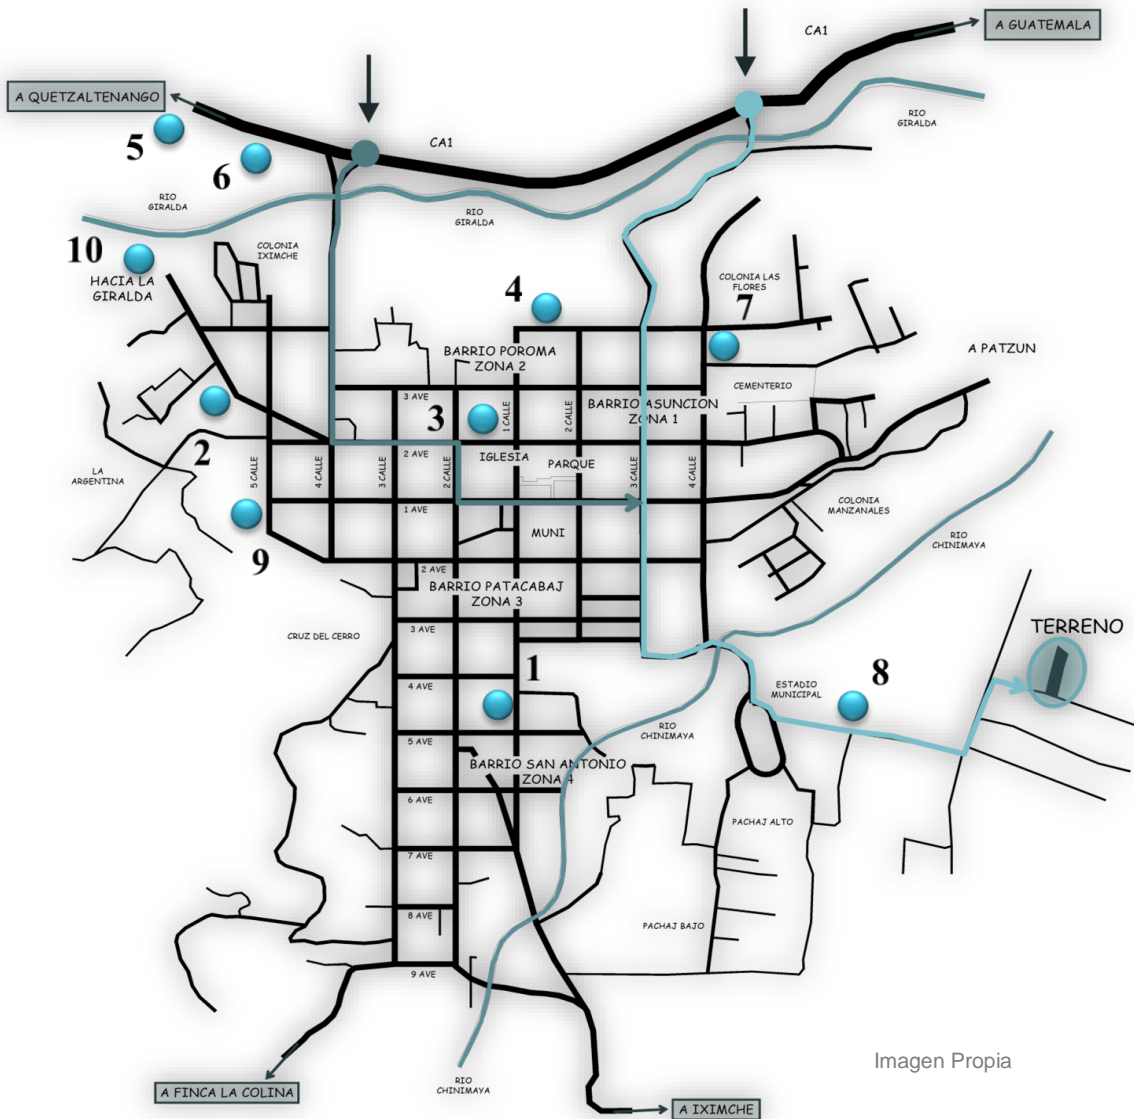 A GUATEMALA
CA1
A QUETZALTENANGO
5
6
CA1
RIO
GIRALDA
RIO
GIRALDA
RIO
GIRALDA
10
HACIA LA
GIRALDA
COLONIA
IXIMCHE
4
COLONIA LAS
FLORES
7
A PATZUN
BARRIO POROMA
ZONA 2
CEMENTERIO
3 AVE
3
1 CALLE
2 CALLE
BARRIO ASUNCION
ZONA 1
2
2 AVE
IGLESIA
PARQUE
LA
ARGENTINA
5 CALLE
4 CALLE
3 CALLE
2 CALLE
3 CALLE
4 CALLE
1 AVE
MUNI
COLONIA
MANZANALES
9
RIO
CHINIMAYA
2 AVE
BARRIO PATACABAJ
ZONA 3
CRUZ DEL CERRO
3 AVE
TERRENO
1
4 AVE
ESTADIO
MUNICIPAL
8
RIO
CHINIMAYA
5 AVE
BARRIO SAN ANTONIO
ZONA 4
6 AVE
PACHAJ ALTO
7 AVE
8 AVE
PACHAJ BAJO
9 AVE
RIO
CHINIMAYA
Imagen Propia
A FINCA LA COLINA
A IXIMCHE